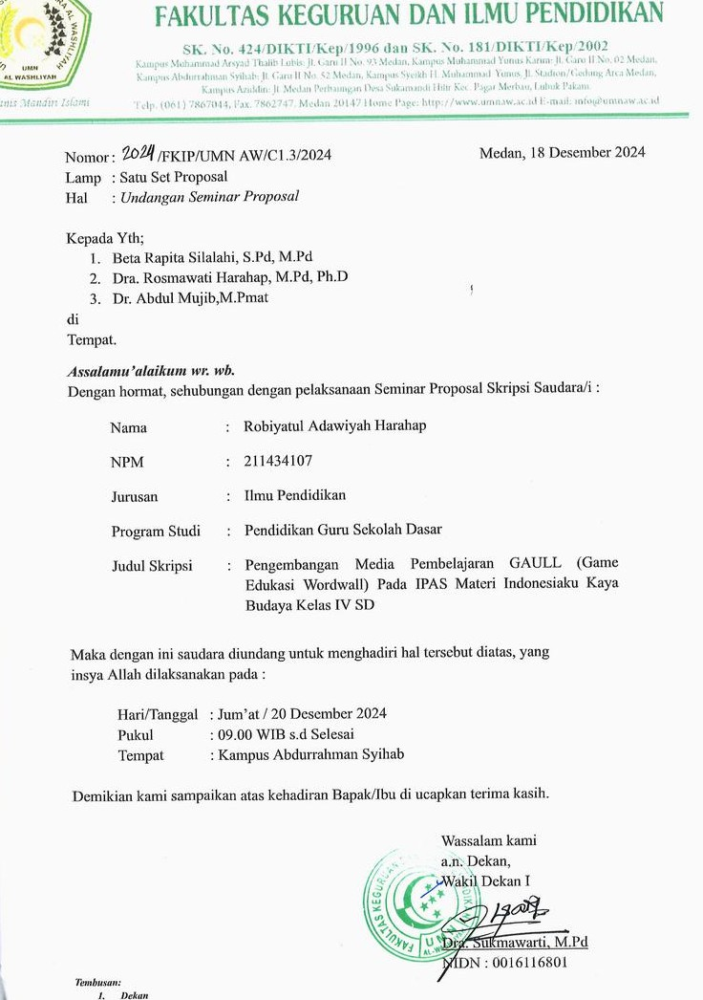 FAKULTAS KEGURUAN DAN ILMU PENDIDIKAN
SK. No. 424/DIKTI/Kep/1996 dan SK. No. 181/DIKTI/Kep/2002
Kampus Muhammad Arsyad Thalib Lubis: Jl. Garu II No. 93 Medan, Kampus Muhammad Yunus Karim: Jl. Garu II No. 02 Medan,
Kampus Abdurrahman Syihab: Jl. Garu II No. 52 Medan, Kampus Syeikh H. Muhammad Yunus, Jl. Stadion/Gedung Arca Medan,
Kampus Aziddin: Jl. Medan Perbaungan Desa Sukamandi Hilir Kec. Pagar Merbau, Lubuk Pakam.
Telp. (061) 7867044, Fax. 7862747, Medan 20147 Home Page: http://www.umnaw.ac.id E-mail: info@umnaw.ac.id
UMN
AL WASHLIYAH
Mandiri Islami
Nomor : 2024/FKIP/UMN AW/C1.3/2024 Medan, 18 Desember 2024
Lamp : Satu Set Proposal
Hal : Undangan Seminar Proposal
Kepada Yth;
1. Beta Rapita Silalahi, S.Pd, M.Pd
2. Dra. Rosmawati Harahap, M.Pd, Ph.D
3. Dr. Abdul Mujib,M.Pmat
di
Tempat.
Assalamu'alaikum wr. wb.
Dengan hormat, sehubungan dengan pelaksanaan Seminar Proposal Skripsi Saudara/i :
Nama : Robiyatul Adawiyah Harahap
NPM : 211434107
Jurusan : Ilmu Pendidikan
Program Studi : Pendidikan Guru Sekolah Dasar
Judul Skripsi : Pengembangan Media Pembelajaran GAULL (Game
Edukasi Wordwall) Pada IPAS Materi Indonesiaku Kaya
Budaya Kelas IV SD
Maka dengan ini saudara diundang untuk menghadiri hal tersebut diatas, yang
insya Allah dilaksanakan pada :
Hari/Tanggal : Jum'at / 20 Desember 2024
Pukul : 09.00 WIB s.d Selesai
Tempat : Kampus Abdurrahman Syihab
Demikian kami sampaikan atas kehadiran Bapak/Ibu di ucapkan terima kasih.
Wassalam kami
a.n. Dekan,
Wakil Dekan I
FAKULTAS KEGURUAN
UMN
Dra. Sukmawarti, M.Pd
NIDN : 0016116801
Tembusan:
1. Dekan